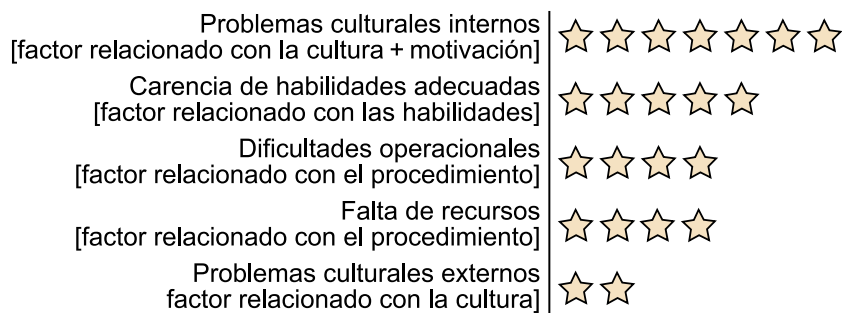 Problemas culturales internos
[factor relacionado con la cultura + motivación]
Carencia de habilidades adecuadas
[factor relacionado con las habilidades]
Dificultades operacionales
[factor relacionado con el procedimiento]
Falta de recursos
[factor relacionado con el procedimiento]
Problemas culturales externos
factor relacionado con la cultura]